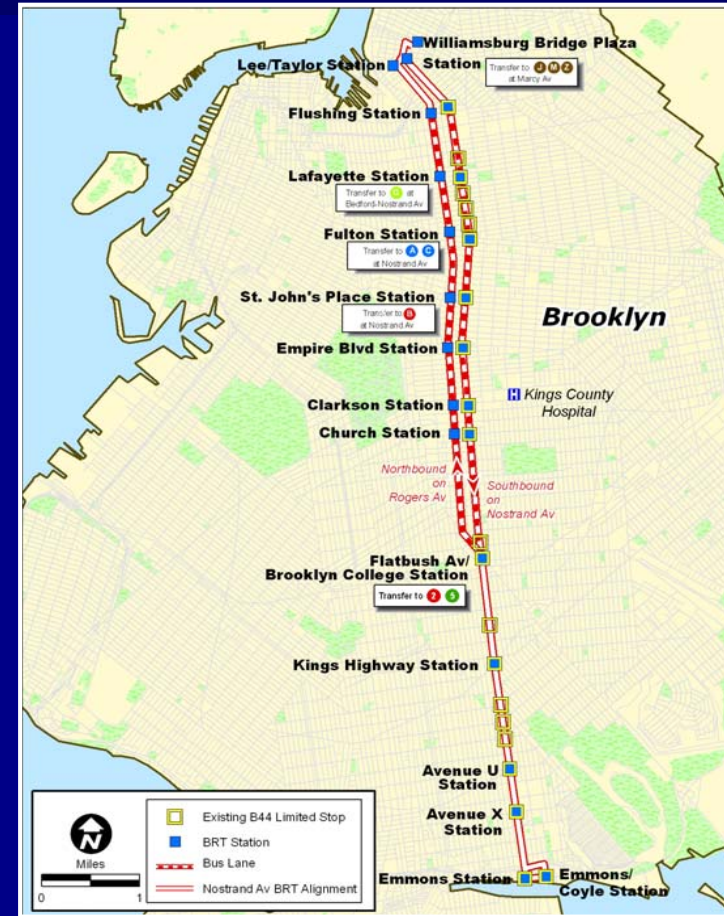 Williamsburg Bridge Plaza
Station
Transfer to J M Z
at Marcy Av
Lee/Taylor Station
Flushing Station
Lafayette Station
Transfer to G at
Bedford-Nostrand Av
Fulton Station
Transfer to A C
at Nostrand Av
St. John's Place Station
Transfer to
at Nostrand Av
Brooklyn
Empire Blvd Station
H Kings County
Hospital
Clarkson Station
Church Station
Northbound
on
Rogers Av
Southbound
on
Nostrand Av
Flatbush Av/
Brooklyn College Station
Transfer to 2 5
Kings Highway Station
Avenue U
Station
Avenue X
Station
Emmons Station
Emmons/
Coyle Station
N
Miles
0 1
Existing B44 Limited Stop
BRT Station
Bus Lane
Nostrand Av BRT Alignment